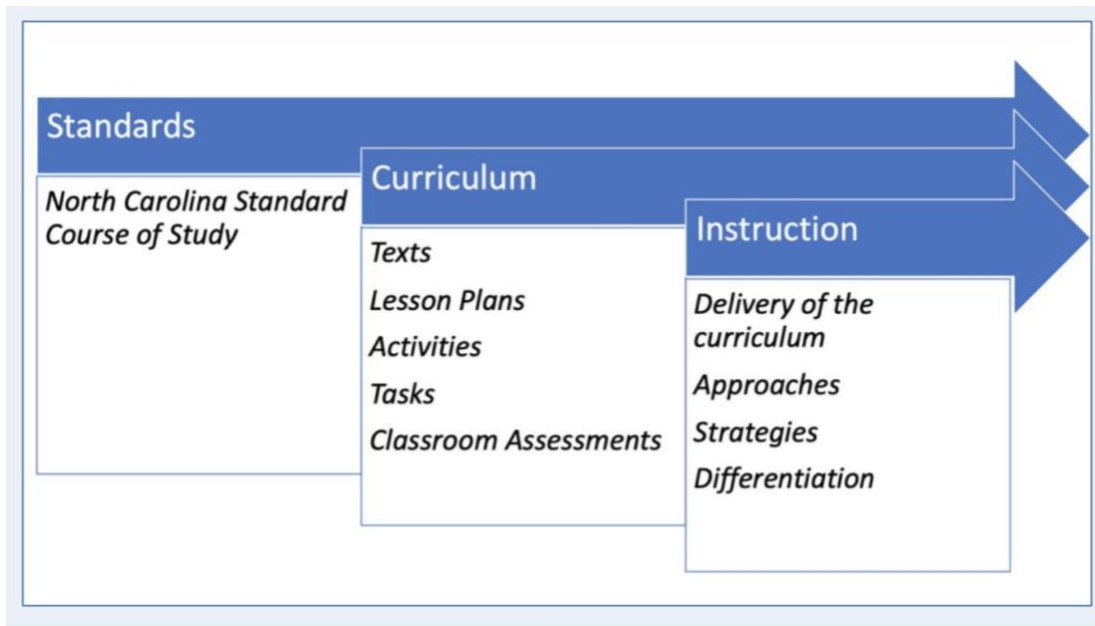 Standards
North Carolina Standard
Course of Study
Curriculum
Texts
Lesson Plans
Activities
Tasks
Classroom Assessments
Instruction
Delivery of the
curriculum
Approaches
Strategies
Differentiation